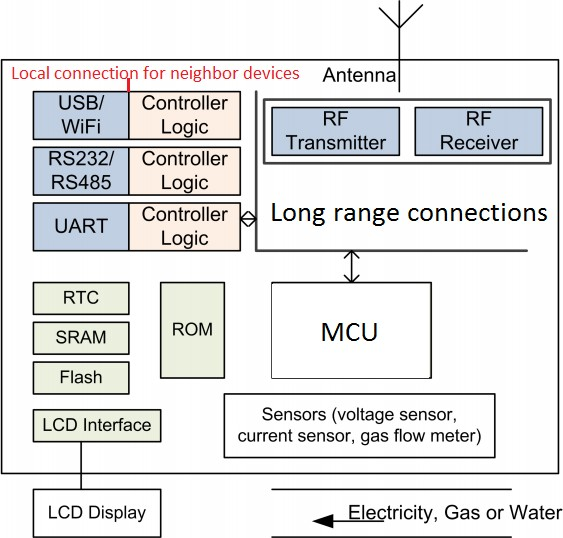 Antenna
Local connection for neighbor devices
USB/
WiFi
Controller
Logic
RF
Transmitter
RF
Receiver
RS232/
RS485
Controller
Logic
UART
Controller
Logic
Long range connections
RTC
SRAM
Flash
ROM
MCU
LCD Interface
Sensors (voltage sensor,
current sensor, gas flow meter)
LCD Display
Electricity, Gas or Water